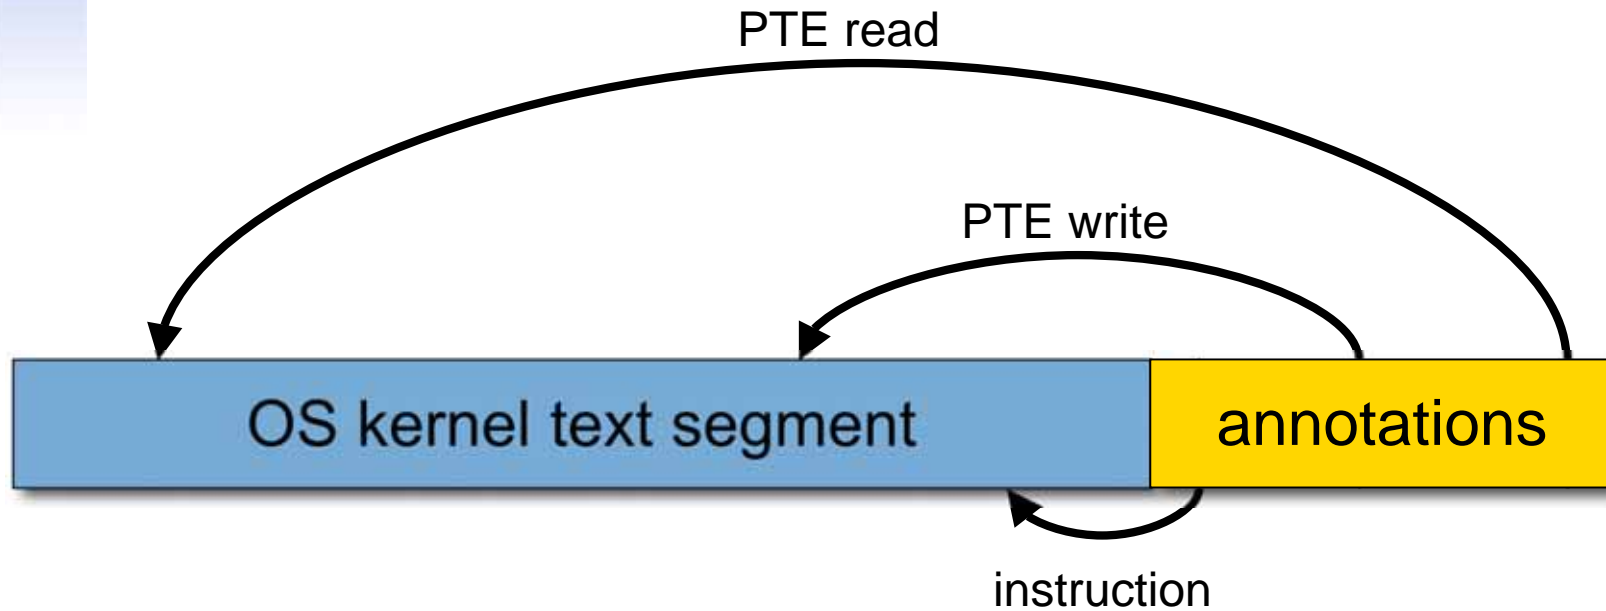 PTE read
PTE write
OS kernel text segment
annotations
instruction